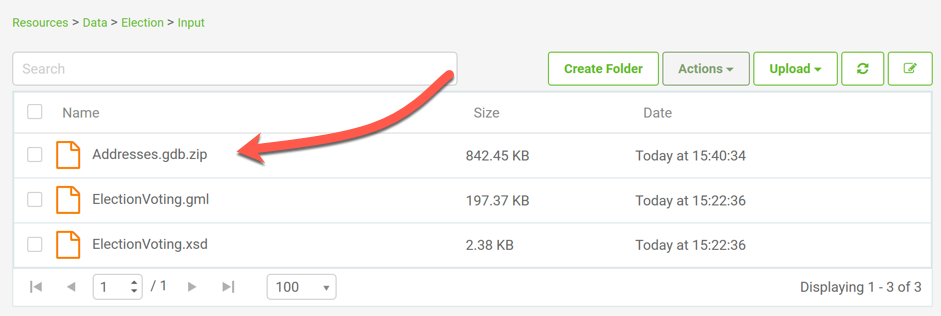 Resources > Data > Election > Input
Search
Create Folder
Actions
Upload
Name Size Date
Addresses.gdb.zip 842.45 KB Today at 15:40:34
ElectionVoting.gml 197.37 KB Today at 15:22:36
ElectionVoting.xsd 2.38 KB Today at 15:22:36
1 / 1 100 Displaying 1 - 3 of 3